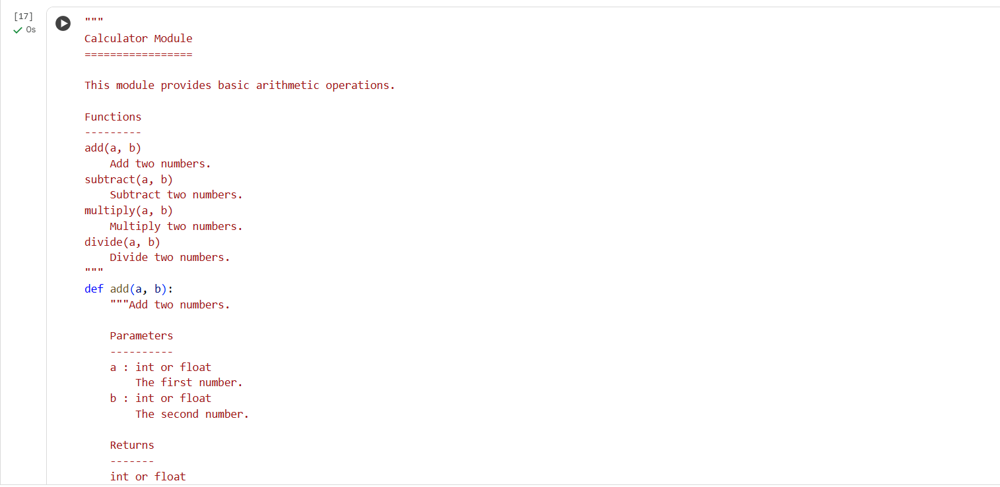 [17]
0s
"""
Calculator Module
=================

This module provides basic arithmetic operations.

Functions
---------
add(a, b)
    Add two numbers.
subtract(a, b)
    Subtract two numbers.
multiply(a, b)
    Multiply two numbers.
divide(a, b)
    Divide two numbers.
"""
def add(a, b):
    """Add two numbers.

    Parameters
    ----------
    a : int or float
        The first number.
    b : int or float
        The second number.

    Returns
    -------
    int or float